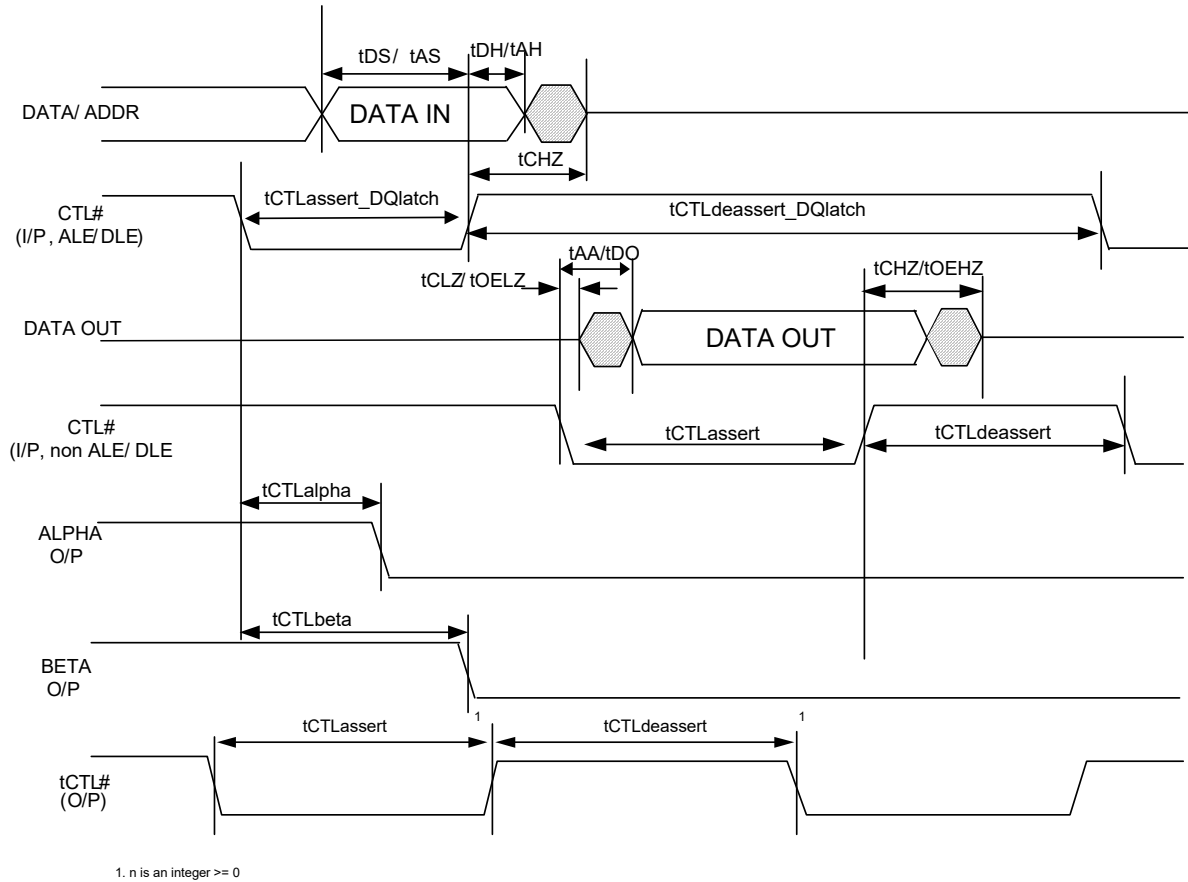 tDS/ tAS
tDH/tAH
DATA/ ADDR
DATA IN
tCHZ
CTL#
(I/P, ALE/ DLE)
tCTLassert_DQlatch
tCTLdeassert_DQlatch
tAA/tDO
tCLZ/ tOELZ
tCHZ/tOEHZ
DATA OUT
DATA OUT
CTL#
(I/P, non ALE/ DLE
tCTLassert
tCTLdeassert
tCTLalpha
ALPHA
O/P
tCTLbeta
BETA
O/P
tCTLassert 1
tCTLdeassert 1
tCTL#
(O/P)
1. n is an integer >= 0